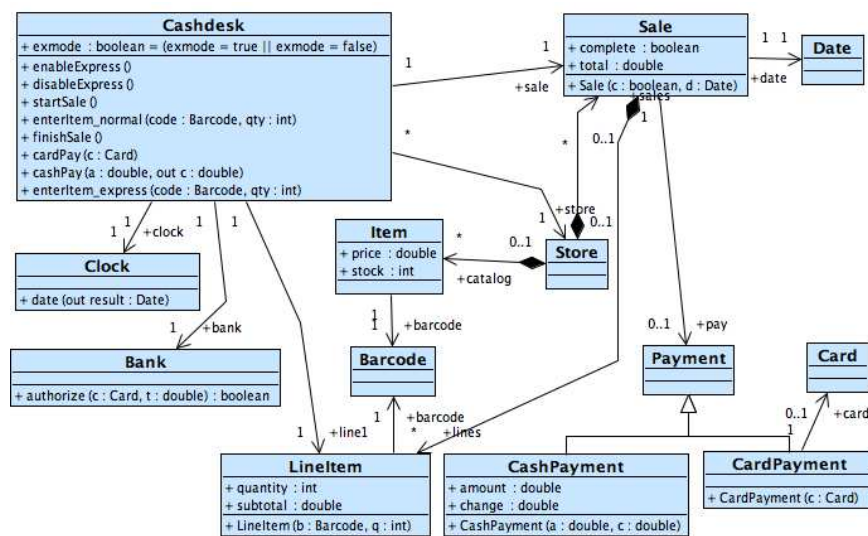 Cashdesk
+ exmode : boolean = (exmode = true || exmode = false)
+ enableExpress ()
+ disableExpress ()
+ startSale ()
+ enterItem_normal (code : Barcode, qty : int)
+ finishSale ()
+ cardPay (c : Card)
+ cashPay (a : double, out c : double)
+ enterItem_express (code : Barcode, qty : int)
1
1
+sale
Sale
+ complete : boolean
+ total : double
+ Sale (c : boolean, d : Date)
1 1
+date
Date
+sales
0..1
1
0..1
*
*
1
+store
0..1
Store
1
1
+clock
1
1
+bank
1
1
+line1
Clock
+ date (out result : Date)
Item
+ price : double
+ stock : int
*
0..1
+catalog
1
1
+barcode
Bank
+ authorize (c : Card, t : double) : boolean
Barcode
0..1
+pay
Payment
Card
0..1
+card
1
1
+barcode
*
+lines
LineItem
+ quantity : int
+ subtotal : double
+ LineItem (b : Barcode, q : int)
CashPayment
+ amount : double
+ change : double
+ CashPayment (a : double, c : double)
CardPayment
+ CardPayment (c : Card)